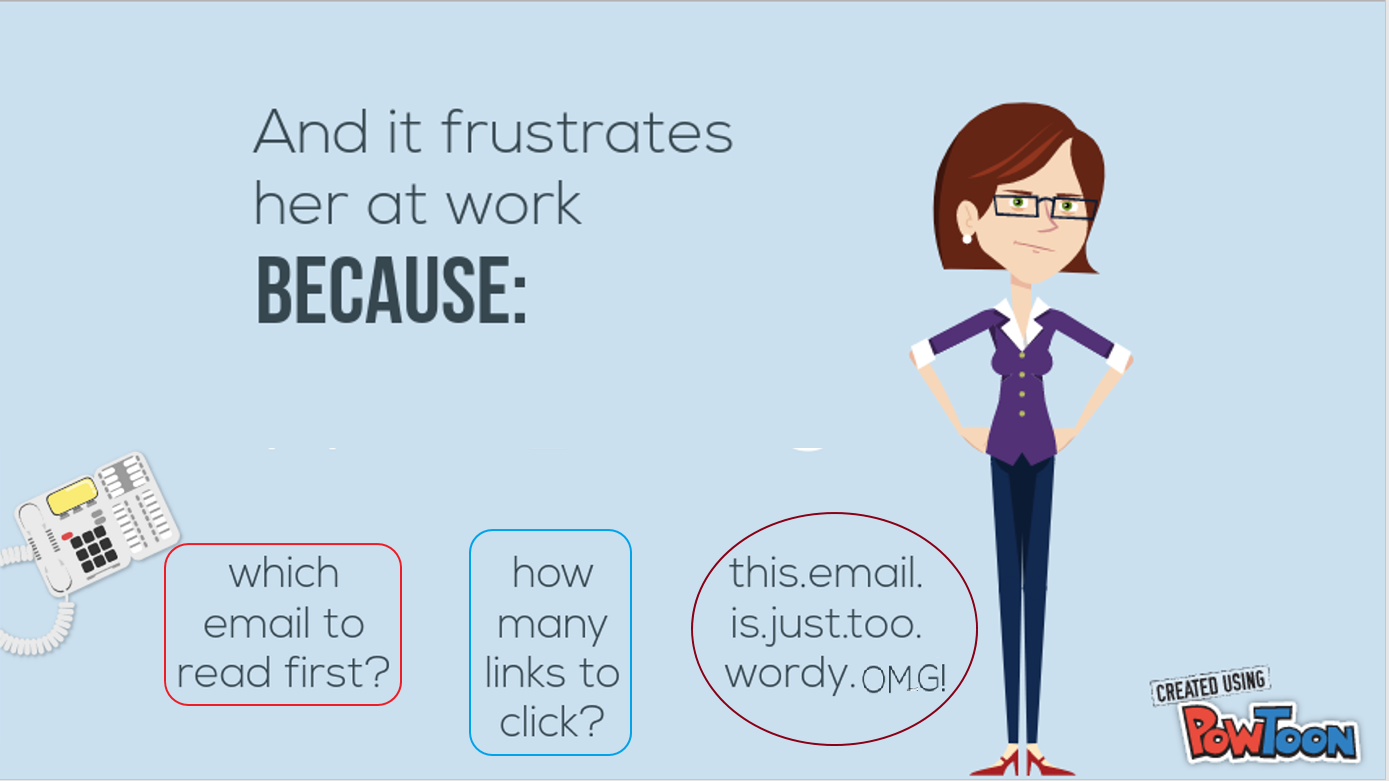 And it frustrates
her at work
BECAUSE:
which
email to
read first?
how
many
links to
click?
this.email.
is.just.too.
wordy.OMG!
CREATED USING
POWTOON